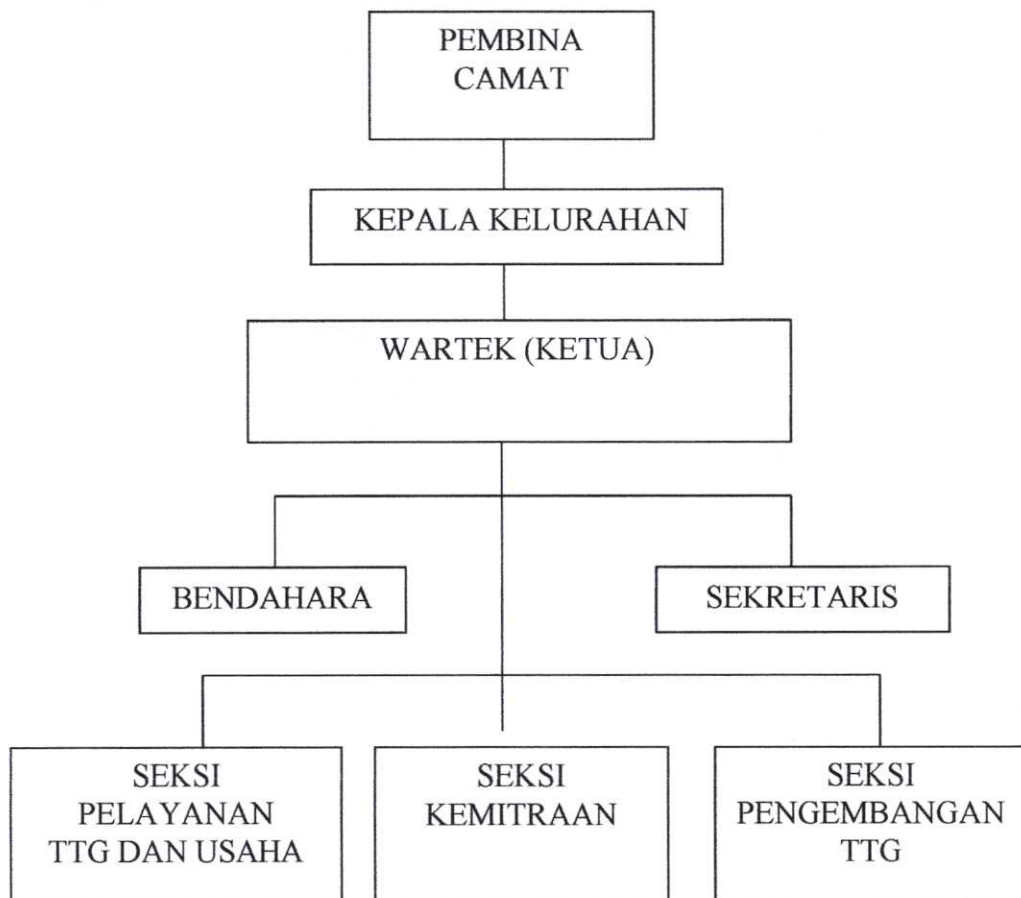 PEMBINA
CAMAT
KEPALA KELURAHAN
WARTEK (KETUA)
BENDAHARA
SEKRETARIS
SEKSI
PELAYANAN
TTG DAN USAHA
SEKSI
KEMITRAAN
SEKSI
PENGEMBANGAN
TTG